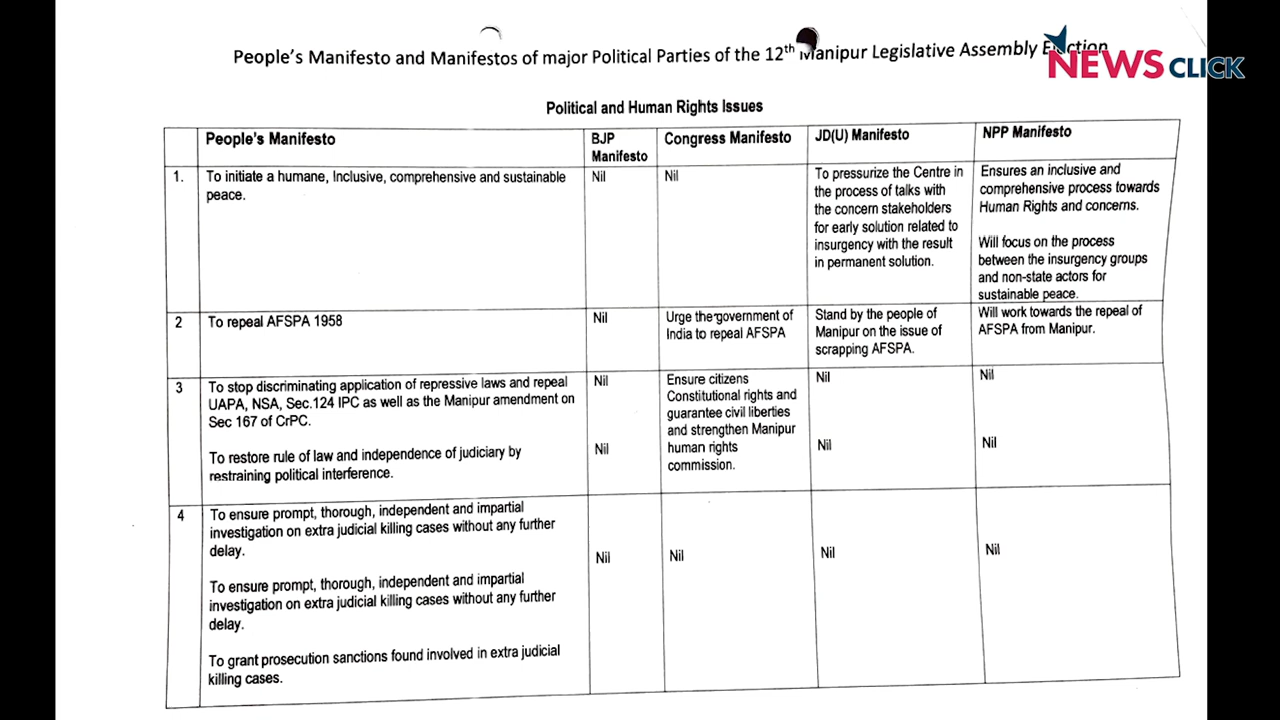 People's Manifesto and Manifestos of major Political Parties of the 12th Manipur Legislative Assembly Election
NEWSCLICK
Political and Human Rights Issues
People's Manifesto
BJP
Manifesto
Congress Manifesto
JD(U) Manifesto
NPP Manifesto
1.
To initiate a humane, Inclusive, comprehensive and sustainable
peace.
Nil
Nil
To pressurize the Centre in
the process of talks with
the concern stakeholders
for early solution related to
insurgency with the result
in permanent solution.
Ensures an inclusive and
comprehensive process towards
Human Rights and concerns.
Will focus on the process
between the insurgency groups
and non-state actors for
sustainable peace.
2
To repeal AFSPA 1958
Nil
Urge the government of
India to repeal AFSPA
Stand by the people of
Manipur on the issue of
scrapping AFSPA.
Will work towards the repeal of
AFSPA from Manipur.
3
To stop discriminating application of repressive laws and repeal
UAPA, NSA, Sec.124 IPC as well as the Manipur amendment on
Sec 167 of CrPC.
To restore rule of law and independence of judiciary by
restraining political interference.
Nil
Nil
Ensure citizens
Constitutional rights and
guarantee civil liberties
and strengthen Manipur
human rights
commission.
Nil
Nil
Nil
Nil
4
To ensure prompt, thorough, independent and impartial
investigation on extra judicial killing cases without any further
delay.
To ensure prompt, thorough, independent and impartial
investigation on extra judicial killing cases without any further
delay.
To grant prosecution sanctions found involved in extra judicial
killing cases.
Nil
Nil
Nil
Nil